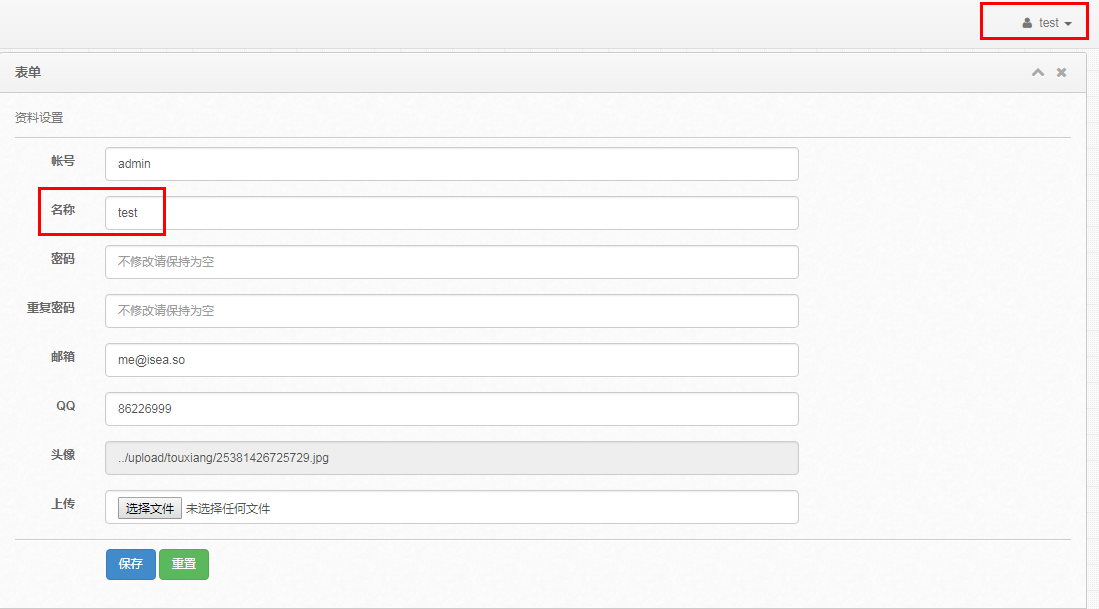 test
表单
资料设置
帐号 admin
名称 test
密码 不修改请保持为空
重复密码 不修改请保持为空
邮箱 me@isea.so
QQ 86226999
头像 ../upload/touxiang/25381426725729.jpg
上传 选择文件 未选择任何文件
保存 重置